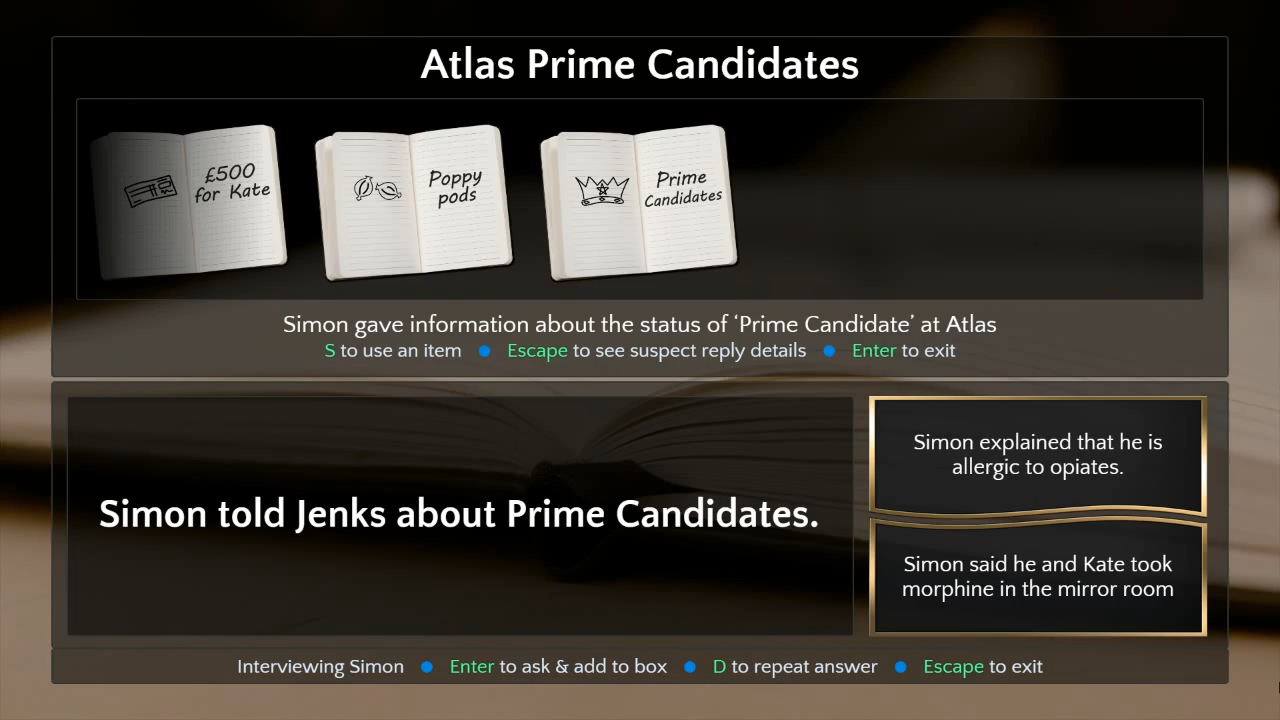 Atlas Prime Candidates
£500
for Kate
Poppy
pods
Prime
Candidates
Simon gave information about the status of ‘Prime Candidate’ at Atlas
S to use an item Escape to see suspect reply details Enter to exit
Simon told Jenks about Prime Candidates.
Simon explained that he is
allergic to opiates.
Simon said he and Kate took
morphine in the mirror room
Interviewing Simon Enter to ask & add to box D to repeat answer Escape to exit